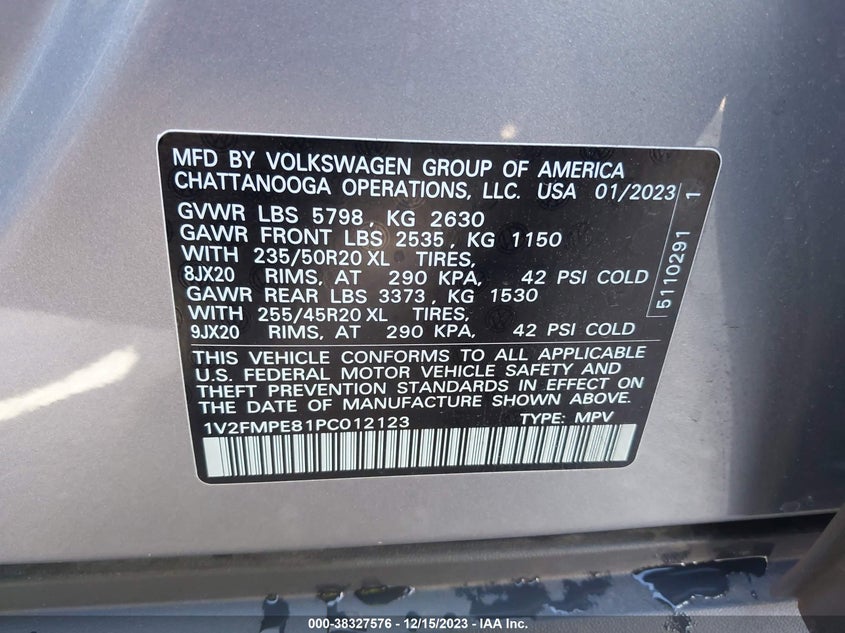 MFD BY VOLKSWAGEN GROUP OF AMERICA
CHATTANOOGA OPERATIONS, LLC. USA 01/2023
GVWR LBS 5798, KG 2630
GAWR FRONT LBS 2535, KG 1150
WITH 235/50R20 XL TIRES,
8JX20 RIMS, AT 290 KPA, 42 PSI COLD
GAWR REAR LBS 3373, KG 1530
WITH 255/45R20 XL TIRES,
9JX20 RIMS, AT 290 KPA, 42 PSI COLD
THIS VEHICLE CONFORMS TO ALL APPLICABLE
U.S. FEDERAL MOTOR VEHICLE SAFETY AND
THEFT PREVENTION STANDARDS IN EFFECT ON
THE DATE OF MANUFACTURE SHOWN ABOVE.
1V2FMPE81PC012123 TYPE: MPV
5110291 1
000-38327576 - 12/15/2023 - IAA Inc.